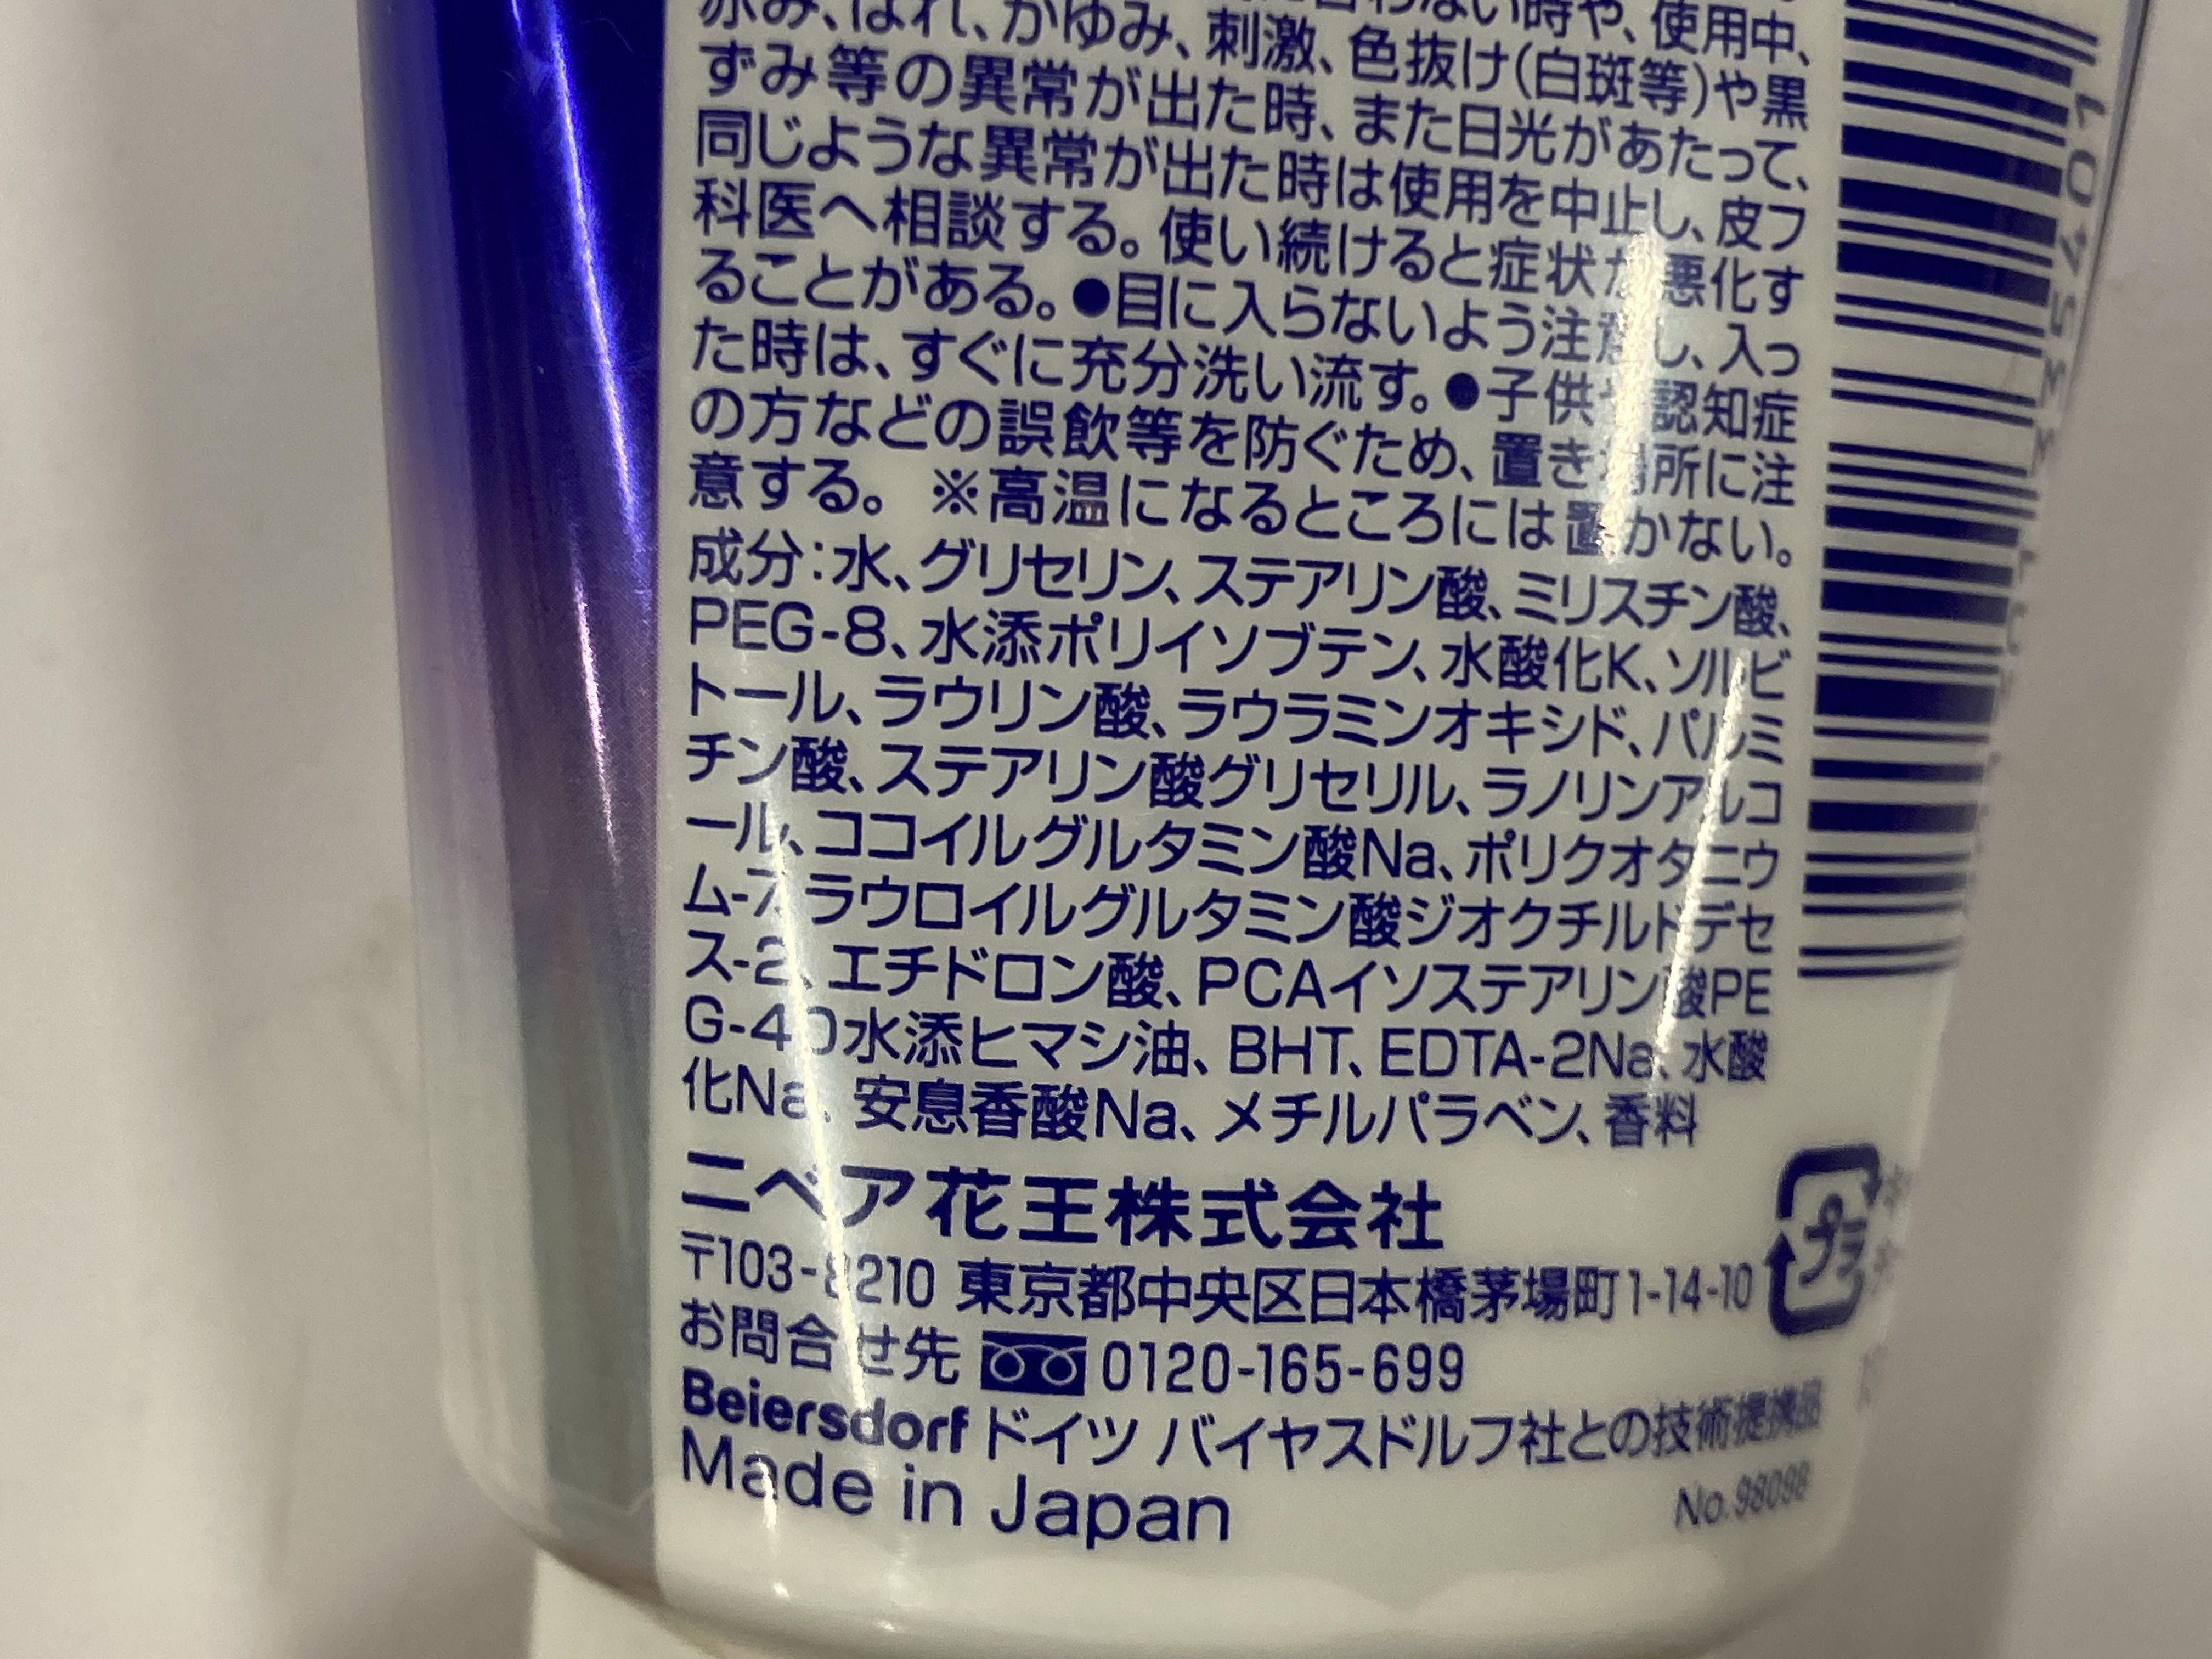 合わない時や、使用中、
赤み、はれ、かゆみ、刺激、色抜け(白斑等)や黒
ずみ等の異常が出た時、また日光があたって、
同じような異常が出た時は使用を中止し、皮フ
科医へ相談する。使い続けると症状が悪化す
ることがある。●目に入らないよう注意し、入っ
た時は、すぐに充分洗い流す。●子供や認知症
の方などの誤飲等を防ぐため、置き場所に注
意する。 ※高温になるところには置かない。
成分:水、グリセリン、ステアリン酸、ミリスチン酸、
PEG-8、水添ポリイソブテン、水酸化K、ソルビ
トール、ラウリン酸、ラウラミンオキシド、パルミ
チン酸、ステアリン酸グリセリル、ラノリンアルコ
ール、ココイルグルタミン酸Na、ポリクオタニウ
ム-7、ラウロイルグルタミン酸ジオクチルドデセ
ス-2、エチドロン酸、PCAイソステアリン酸PE
G-40水添ヒマシ油、BHT、EDTA-2Na、水酸
化Na、安息香酸Na、メチルパラベン、香料
ニベア花王株式会社
〒103-8210 東京都中央区日本橋茅場町1-14-10
プラ
お問合せ先 0120-165-699
Beiersdorf ドイツ バイヤスドルフ社との技術提携品
Made in Japan
No.98098